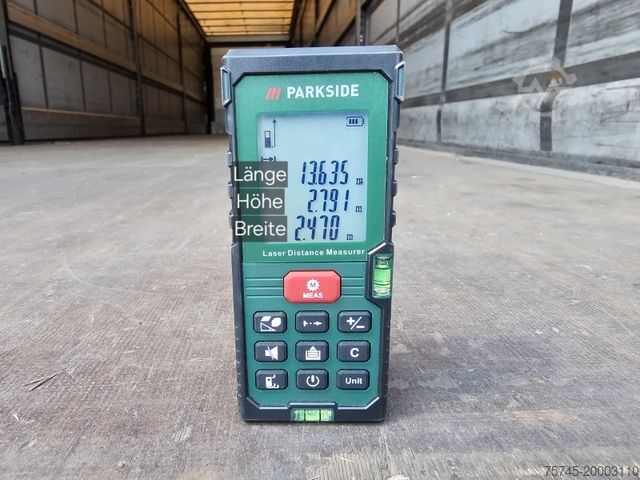 PARKSIDE
Länge 13.635 m
Höhe 2.791 m
Breite 2.470 m
Laser Distance Measurer
M
MEAS
+/-
C
Unit
75745-20003110